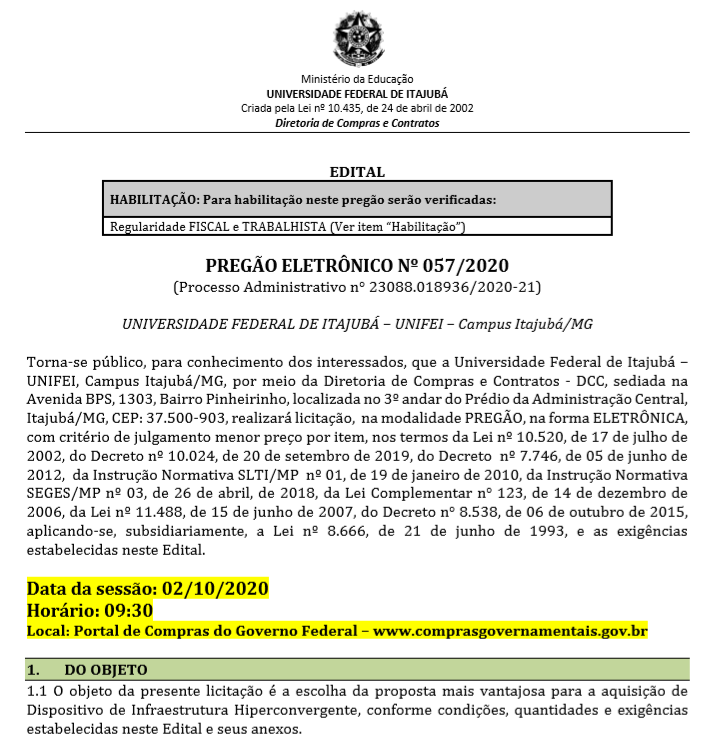 Ministério da Educação
UNIVERSIDADE FEDERAL DE ITAJUBÁ
Criada pela Lei nº 10.435, de 24 de abril de 2002
Diretoria de Compras e Contratos
EDITAL
HABILITAÇÃO: Para habilitação neste pregão serão verificadas:
Regularidade FISCAL e TRABALHISTA (Ver item “Habilitação”)
PREGÃO ELETRÔNICO Nº 057/2020
(Processo Administrativo n° 23088.018936/2020-21)
UNIVERSIDADE FEDERAL DE ITAJUBÁ – UNIFEI – Campus Itajubá/MG
Torna-se público, para conhecimento dos interessados, que a Universidade Federal de Itajubá –
UNIFEI, Campus Itajubá/MG, por meio da Diretoria de Compras e Contratos - DCC, sediada na
Avenida BPS, 1303, Bairro Pinheirinho, localizada no 3º andar do Prédio da Administração Central,
Itajubá/MG, CEP: 37.500-903, realizará licitação, na modalidade PREGÃO, na forma ELETRÔNICA,
com critério de julgamento menor preço por item, nos termos da Lei nº 10.520, de 17 de julho de
2002, do Decreto nº 10.024, de 20 de setembro de 2019, do Decreto nº 7.746, de 05 de junho de
2012, da Instrução Normativa SLTI/MP nº 01, de 19 de janeiro de 2010, da Instrução Normativa
SEGES/MP nº 03, de 26 de abril, de 2018, da Lei Complementar n° 123, de 14 de dezembro de
2006, da Lei nº 11.488, de 15 de junho de 2007, do Decreto n° 8.538, de 06 de outubro de 2015,
aplicando-se, subsidiariamente, a Lei nº 8.666, de 21 de junho de 1993, e as exigências
estabelecidas neste Edital.
Data da sessão: 02/10/2020
Horário: 09:30
Local: Portal de Compras do Governo Federal – www.comprasgovernamentais.gov.br
1. DO OBJETO
1.1 O objeto da presente licitação é a escolha da proposta mais vantajosa para a aquisição de
Dispositivo de Infraestrutura Hiperconvergente, conforme condições, quantidades e exigências
estabelecidas neste Edital e seus anexos.